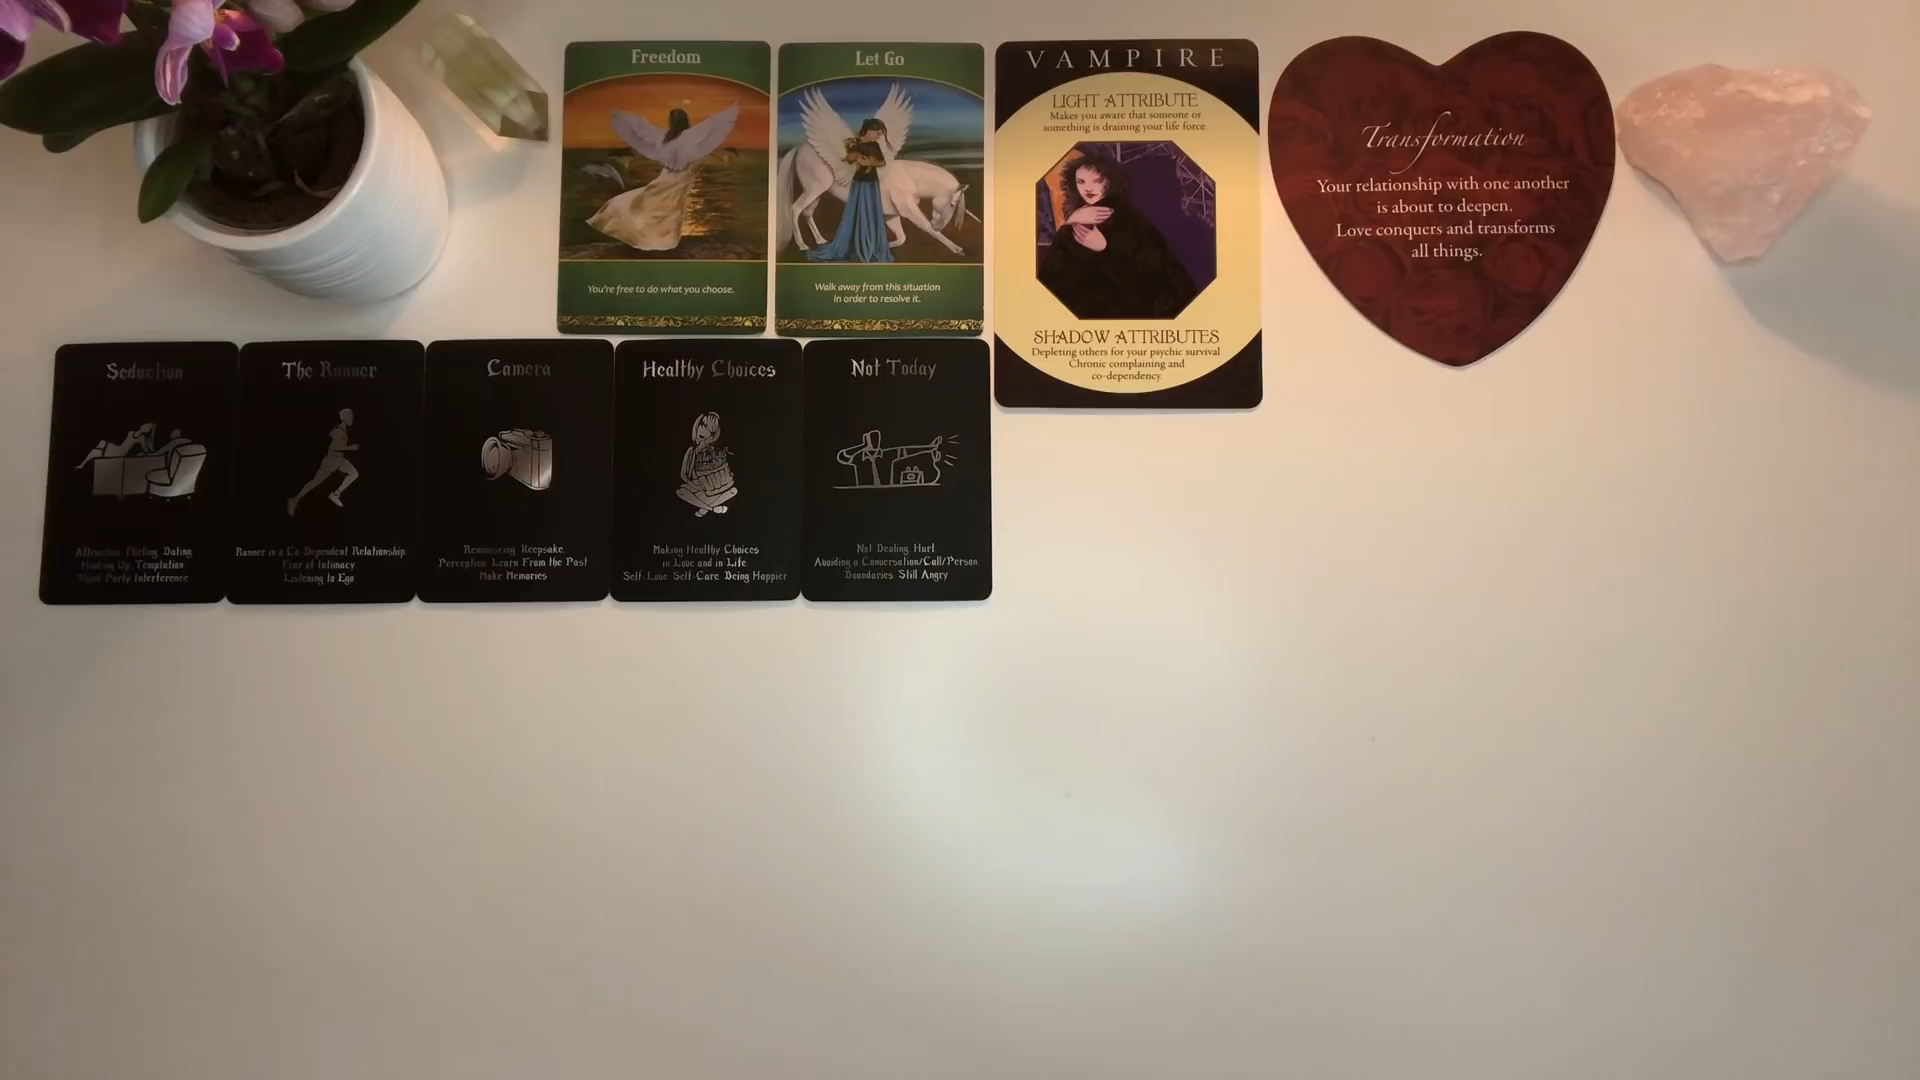 Freedom
You're free to do what you choose.
Let Go
Walk away from this situation
in order to resolve it.
VAMPIRE
LIGHT ATTRIBUTE
Makes you aware that someone or
something is draining your life force.
SHADOW ATTRIBUTES
Depleting others for your psychic survival
Chronic complaining and
co-dependency.
Transformation
Your relationship with one another
is about to deepen.
Love conquers and transforms
all things.
Seduction
Attraction Flirting Dating
Hooking Up Temptation
Third Party Interference
The Runner
Runner in a Co-Dependent Relationship
Fear of Intimacy
Listening to Ego
Camera
Reminiscing Keepsake
Perception Learn From the Past
Make Memories
Healthy Choices
Making Healthy Choices
in Love and in Life
Self-Love Self-Care Being Happier
Not Today
Not Dealing Hurt
Avoiding a Conversation/Call/Person
Boundaries Still Angry